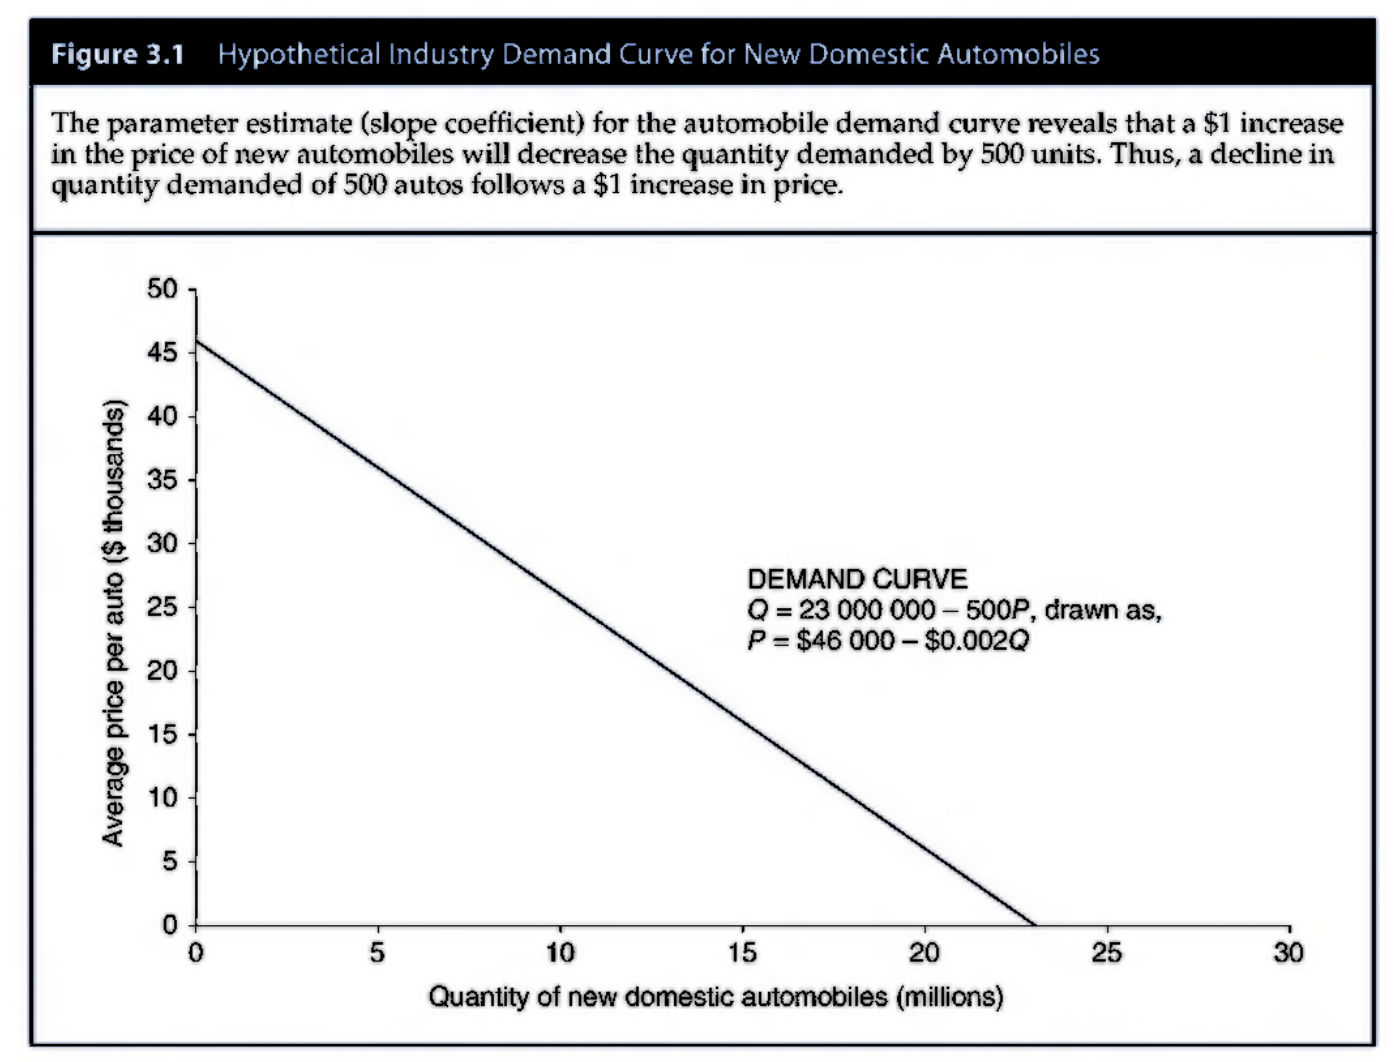 Figure 3.1 Hypothetical Industry Demand Curve for New Domestic Automobiles
The parameter estimate (slope coefficient) for the automobile demand curve reveals that a $1 increase
in the price of new automobiles will decrease the quantity demanded by 500 units. Thus, a decline in
quantity demanded of 500 autos follows a $1 increase in price.
50
45
40
35
30
25
20
15
10
5
0
Average price per auto ($ thousands)
DEMAND CURVE
Q = 23 000 000 – 500P, drawn as,
P = $46 000 – $0.002Q
0 5 10 15 20 25 30
Quantity of new domestic automobiles (millions)